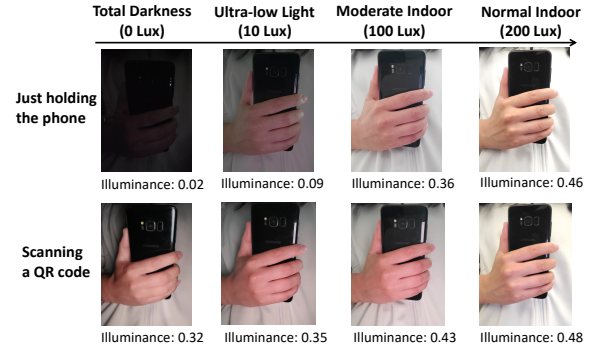 Total Darkness
(0 Lux)
Ultra-low Light
(10 Lux)
Moderate Indoor
(100 Lux)
Normal Indoor
(200 Lux)
Just holding
the phone
Illuminance: 0.02
Illuminance: 0.09
Illuminance: 0.36
Illuminance: 0.46
Scanning
a QR code
Illuminance: 0.32
Illuminance: 0.35
Illuminance: 0.43
Illuminance: 0.48